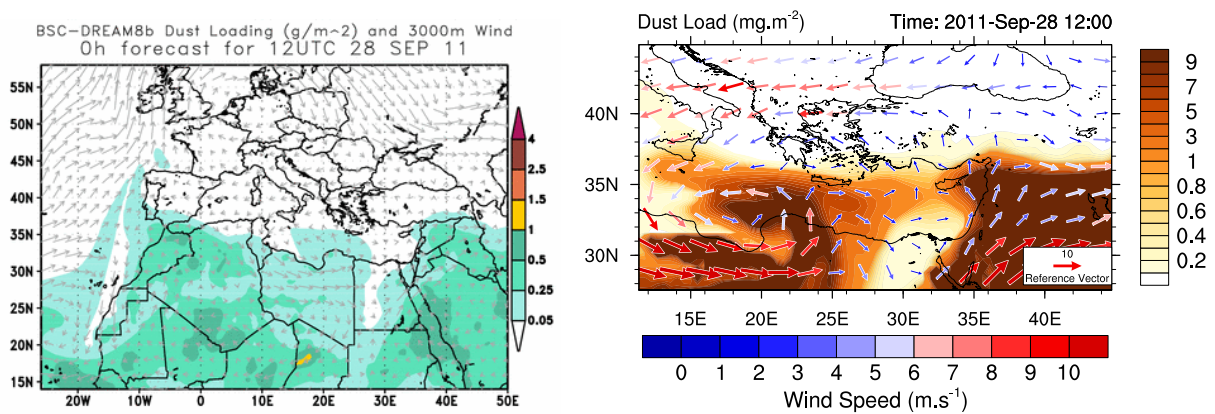 BSC-DREAM8b Dust Loading (g/m^2) and 3000m Wind
0h forecast for 12UTC 28 SEP 11
55N
50N
45N
40N
35N
30N
25N
20N
15N
20W 10W 0 10E 20E 30E 40E 50E
4
2.5
1.5
1
0.5
0.25
0.05
Dust Load (mg.m-2) Time: 2011-Sep-28 12:00
40N
35N
30N
15E 20E 25E 30E 35E 40E
10
Reference Vector
9
7
5
3
1
0.8
0.6
0.4
0.2
0 1 2 3 4 5 6 7 8 9 10
Wind Speed (m.s-1)